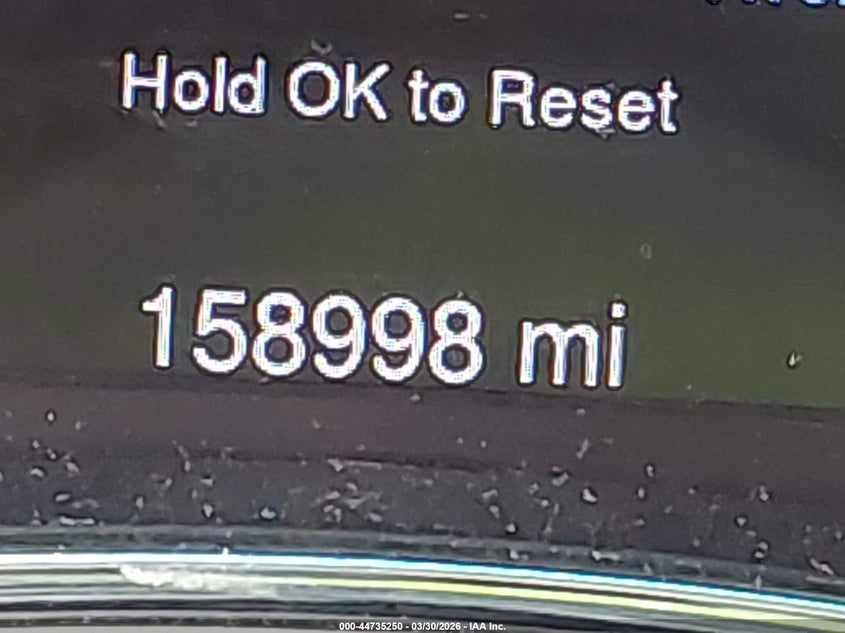 Hold OK to Reset
158998 mi
000-44735250 - 03/30/2026 - IAA Inc.